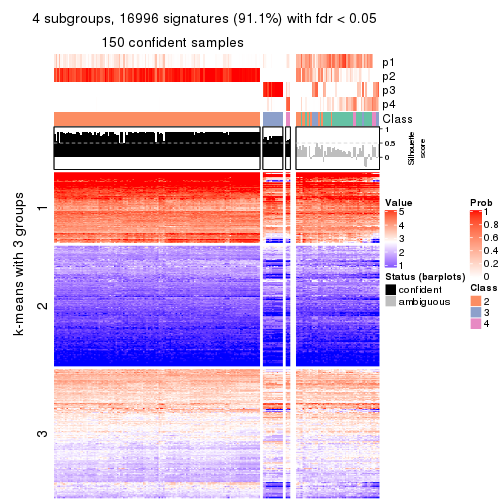 4 subgroups, 16996 signatures (91.1%) with fdr < 0.05
150 confident samples
p1
p2
p3
p4
Class
1
0.5
0
Silhouette
score
k-means with 3 groups
1
2
3
Value
5
4
3
2
1
Prob
1
0.8
0.6
0.4
0.2
0
Status (barplots)
confident
ambiguous
Class
2
3
4